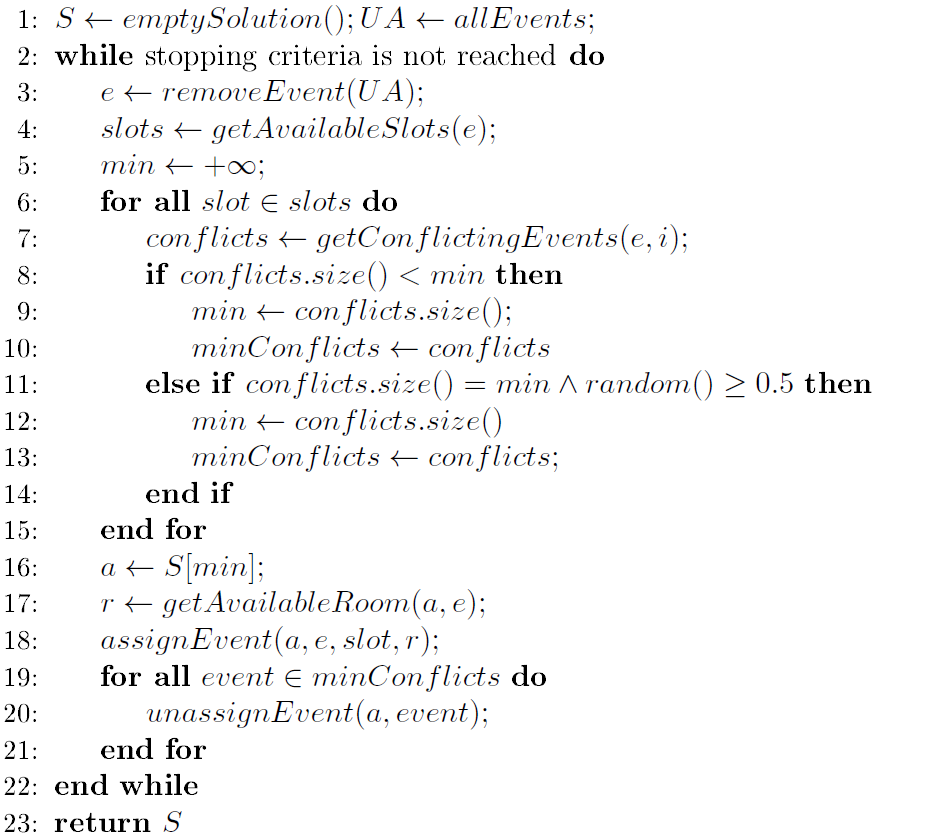 1: S ← emptySolution(); UA ← allEvents;
2: while stopping criteria is not reached do
3: e ← removeEvent(UA);
4: slots ← getAvailableSlots(e);
5: min ← +∞;
6: for all slot ∈ slots do
7: conflicts ← getConflictingEvents(e, i);
8: if conflicts.size() < min then
9: min ← conflicts.size();
10: minConflicts ← conflicts
11: else if conflicts.size() = min ∧ random() ≥ 0.5 then
12: min ← conflicts.size()
13: minConflicts ← conflicts;
14: end if
15: end for
16: a ← S[min];
17: r ← getAvailableRoom(a, e);
18: assignEvent(a, e, slot, r);
19: for all event ∈ minConflicts do
20: unassignEvent(a, event);
21: end for
22: end while
23: return S